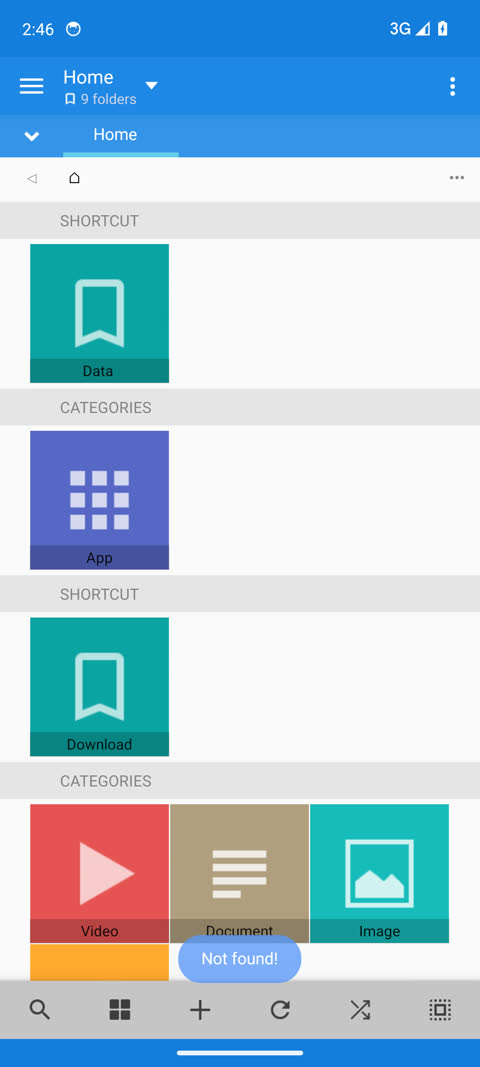 2:46
3G
Home
9 folders
Home
SHORTCUT
Data
CATEGORIES
App
SHORTCUT
Download
CATEGORIES
Video
Document
Image
Not found!